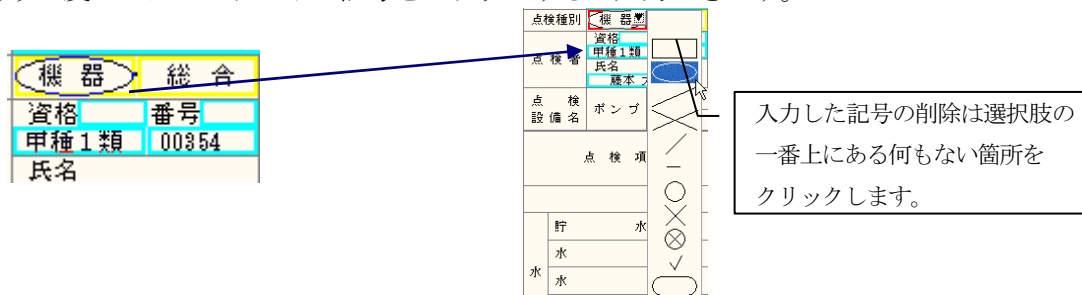 点検種別 機 器
資格
甲種1類
氏名
藤本
点 検 者
点 検
設 備 名
ポ ン プ
点 検 項
貯 水
水
水
水
機 器 総 合
資格 番号
甲種1類 00354
氏名
入力した記号の削除は選択肢の
一番上にある何もない箇所を
クリックします。